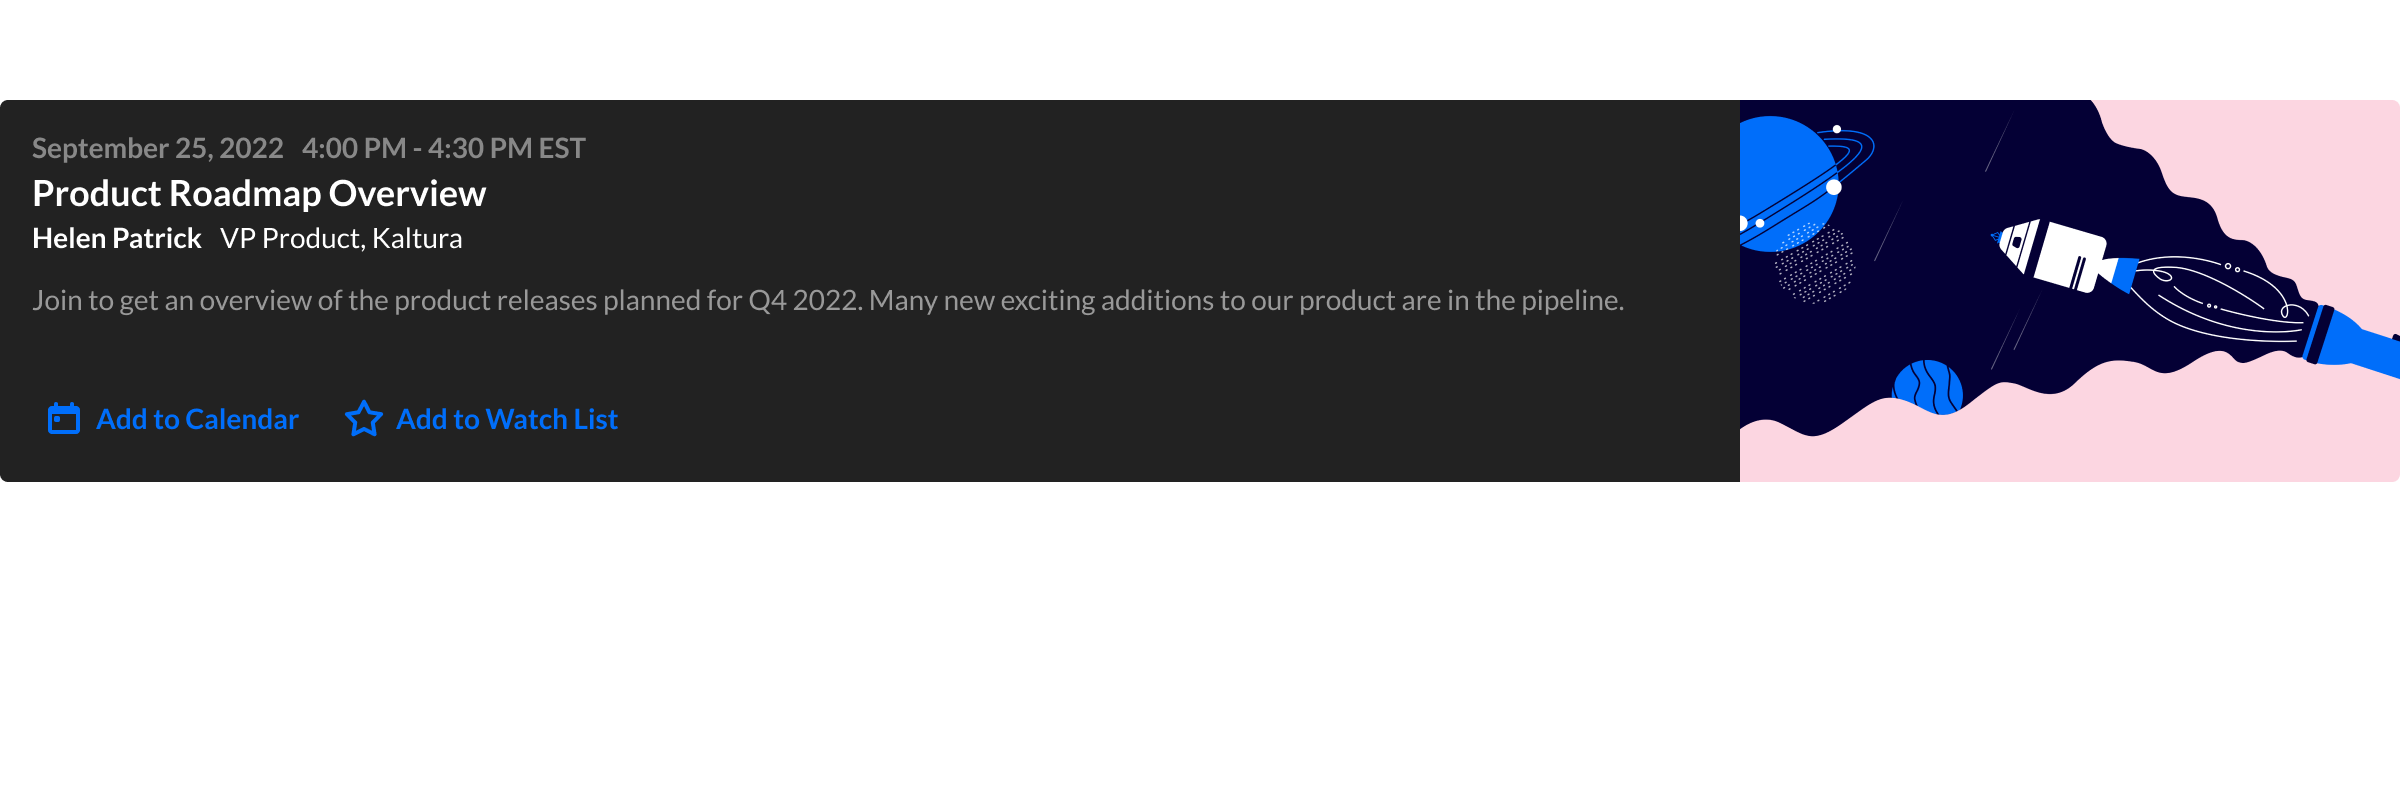 September 25, 2022 4:00 PM - 4:30 PM EST
Product Roadmap Overview
Helen Patrick VP Product, Kaltura
Join to get an overview of the product releases planned for Q4 2022. Many new exciting additions to our product are in the pipeline.
Add to Calendar Add to Watch List